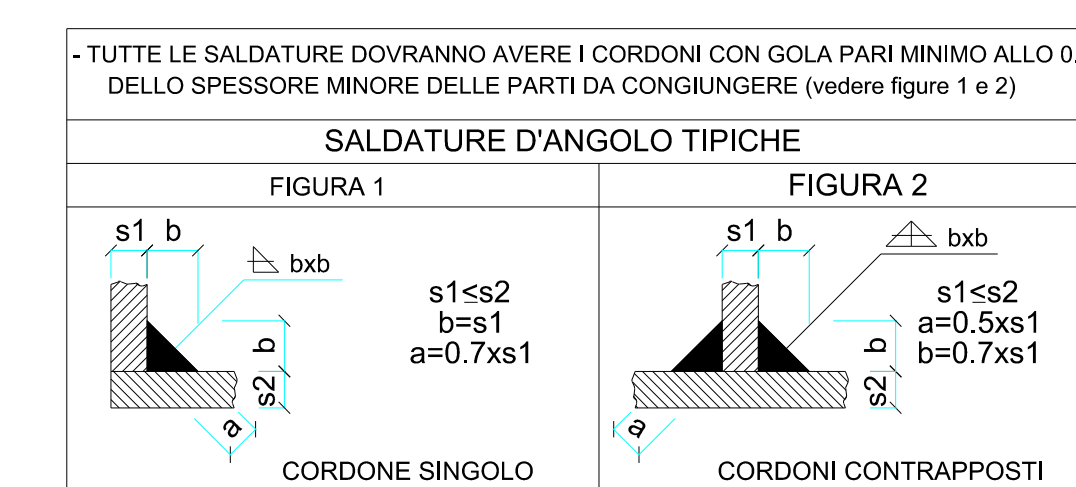 - TUTTE LE SALDATURE DOVRANNO AVERE I CORDONI CON GOLA PARI MINIMO ALLO 0.
DELLO SPESSORE MINORE DELLE PARTI DA CONGIUNGERE (vedere figure 1 e 2)
SALDATURE D'ANGOLO TIPICHE
FIGURA 1
s1 b
bxb
s1≤s2
b=s1
a=0.7xs1
b
s2
a
CORDONE SINGOLO
FIGURA 2
s1 b
bxb
s1≤s2
a=0.5xs1
b=0.7xs1
b
s2
a
CORDONI CONTRAPPOSTI